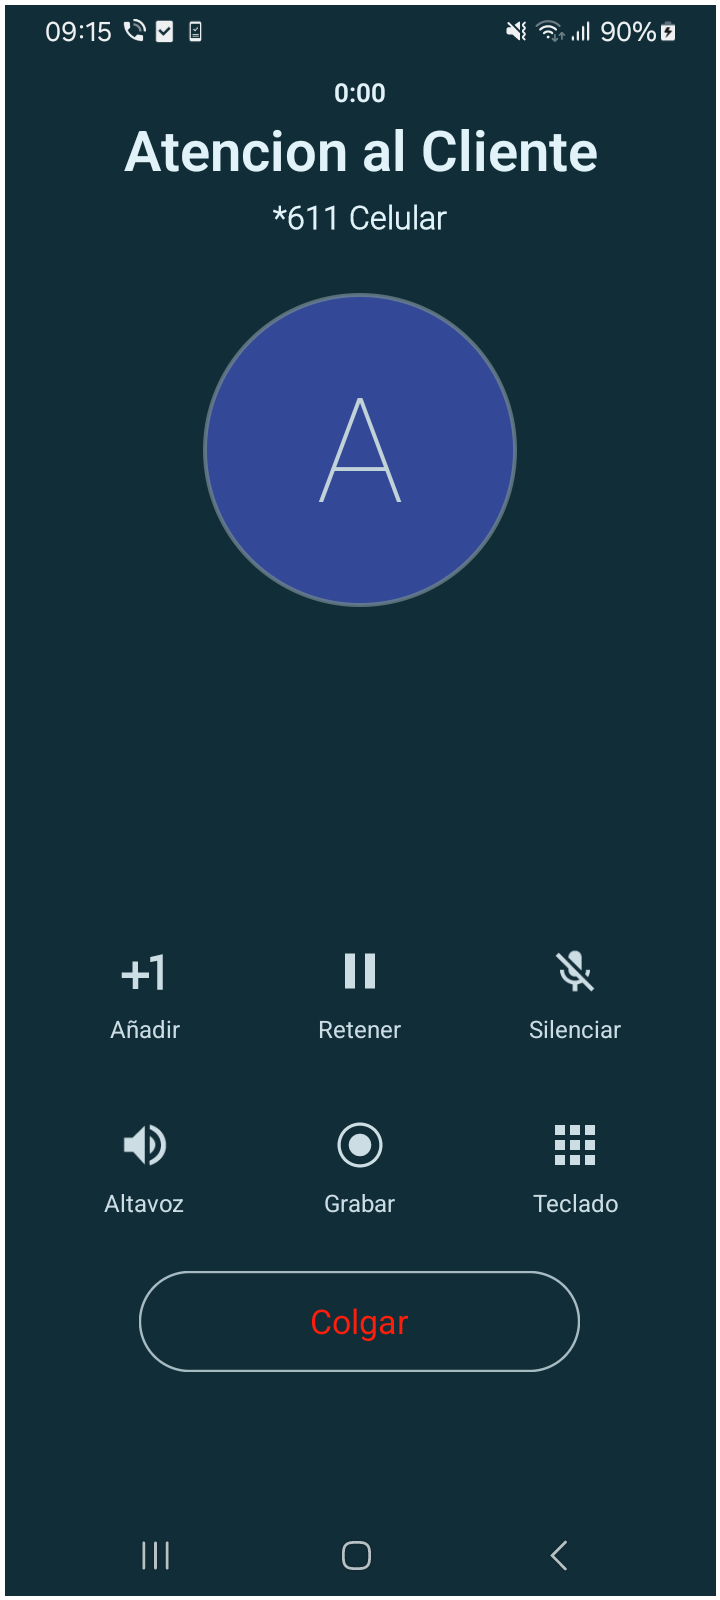 09:15 90%
0:00
Atencion al Cliente
*611 Celular
A
+1
Añadir Retener Silenciar
Altavoz Grabar Teclado
Colgar